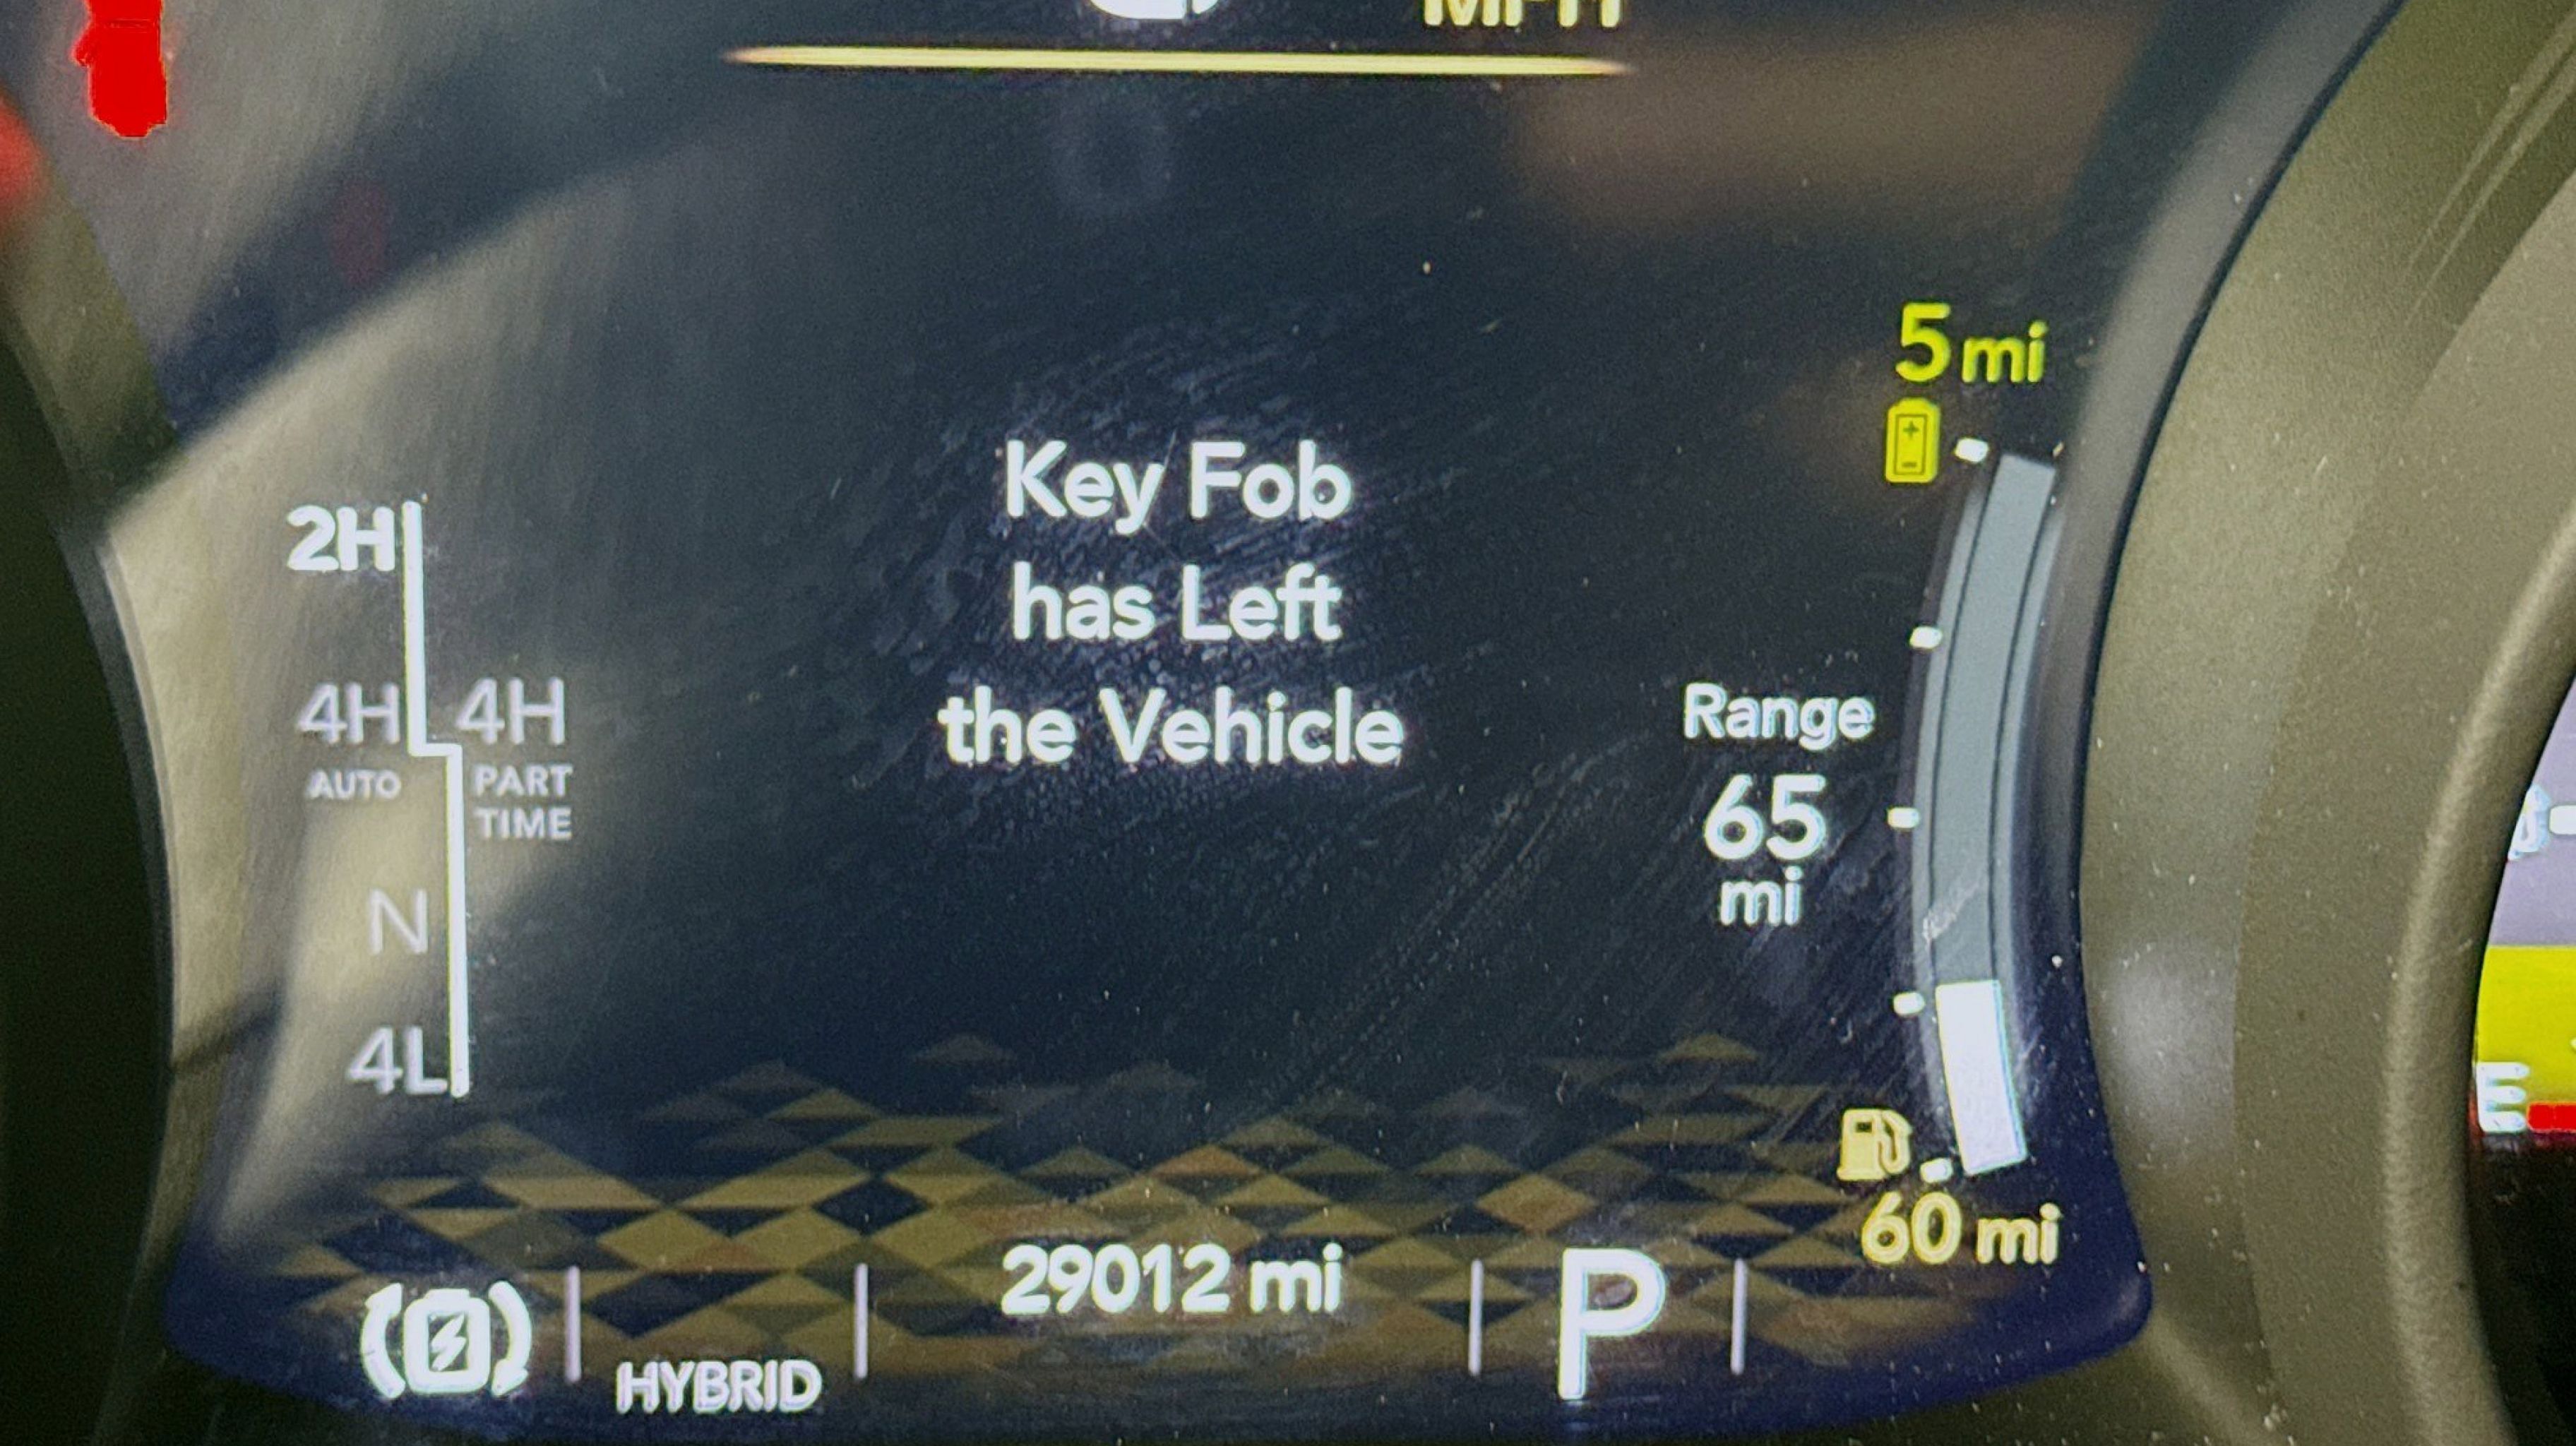 MPH
5 mi
Key Fob
has Left
the Vehicle
2H
4H 4H
AUTO PART
TIME
N
4L
Range
65
mi
60 mi
HYBRID
29012 mi
P
E